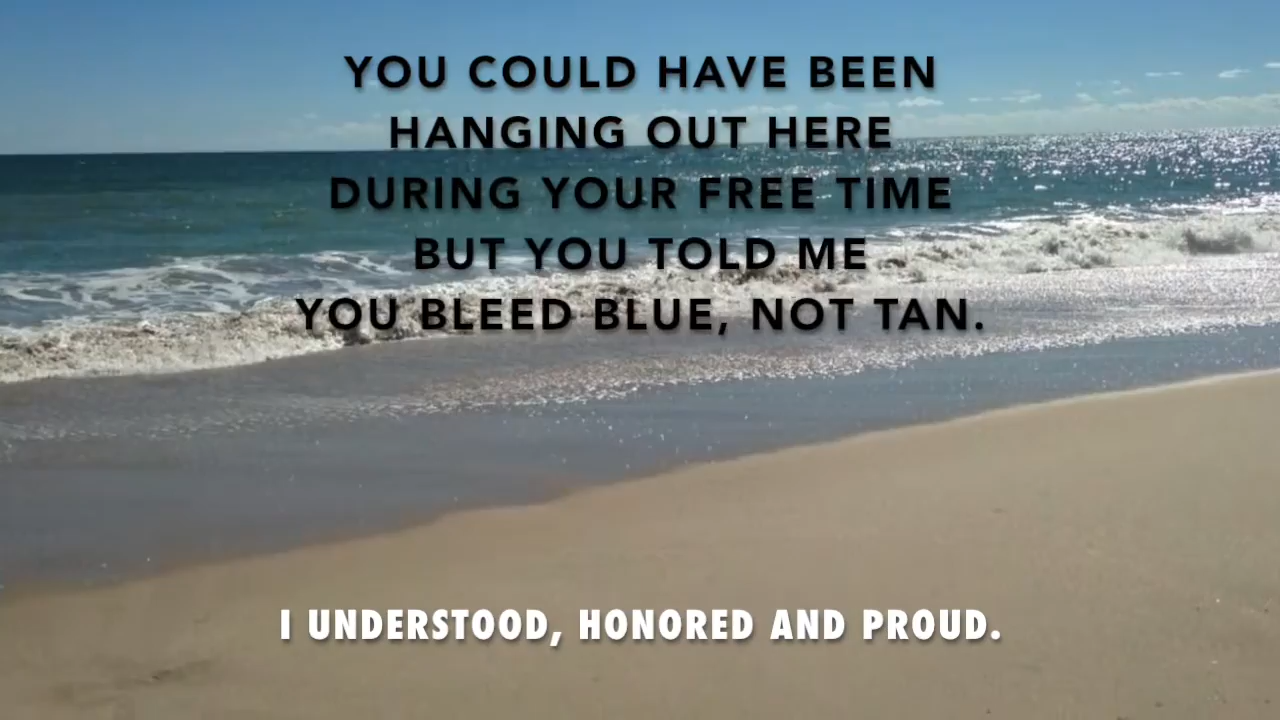 YOU COULD HAVE BEEN
HANGING OUT HERE
DURING YOUR FREE TIME
BUT YOU TOLD ME
YOU BLEED BLUE, NOT TAN.
I UNDERSTOOD, HONORED AND PROUD.